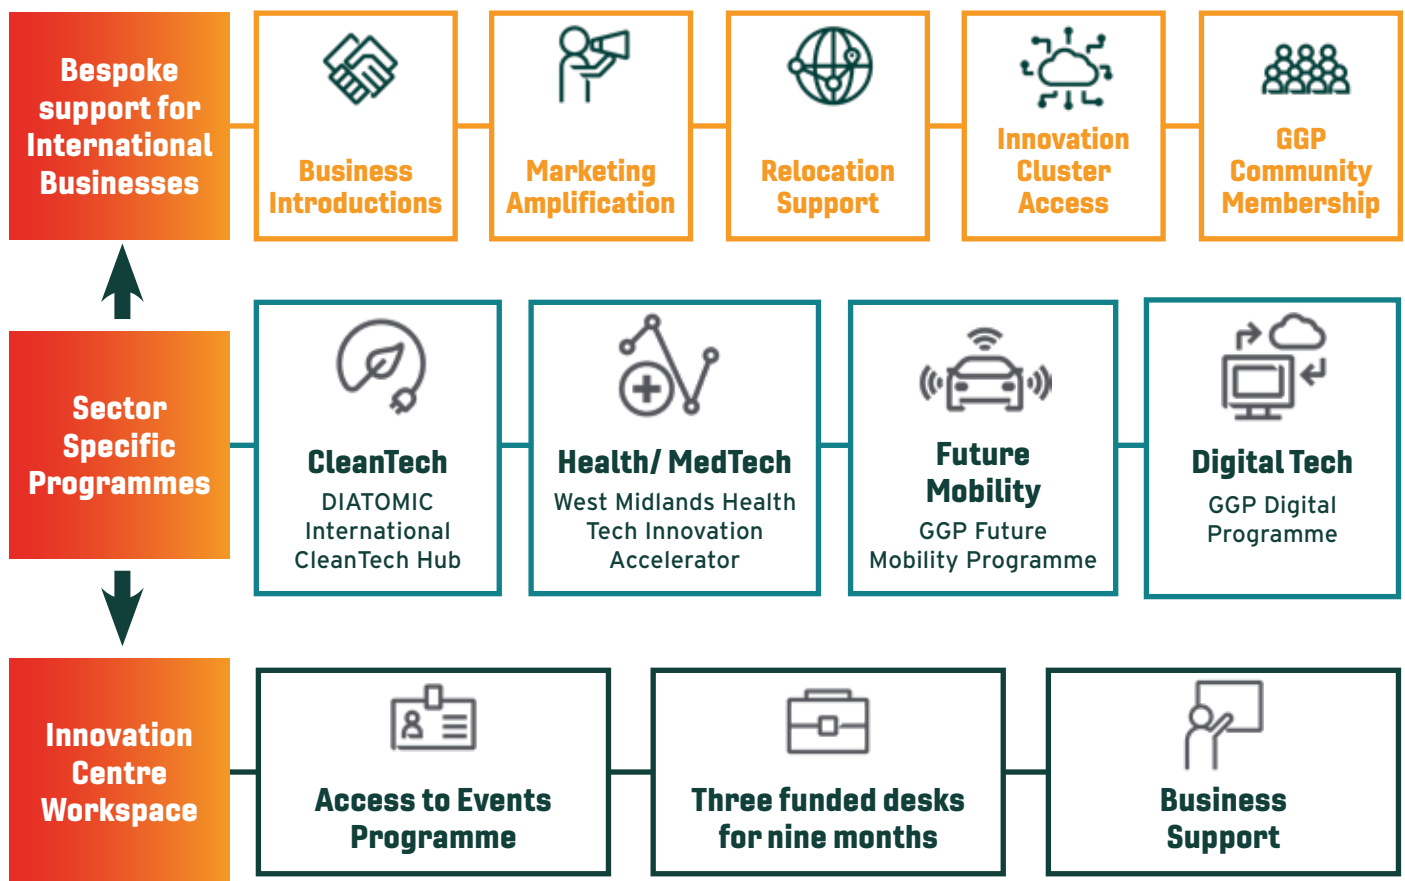 Bespoke
support for
International
Businesses
Business
Introductions
Marketing
Amplification
Relocation
Support
Innovation
Cluster
Access
GGP
Community
Membership
Sector
Specific
Programmes
CleanTech
DIATOMIC
International
CleanTech Hub
Health/ MedTech
West Midlands Health
Tech Innovation
Accelerator
Future
Mobility
GGP Future
Mobility Programme
Digital Tech
GGP Digital
Programme
Innovation
Centre
Workspace
Access to Events
Programme
Three funded desks
for nine months
Business
Support